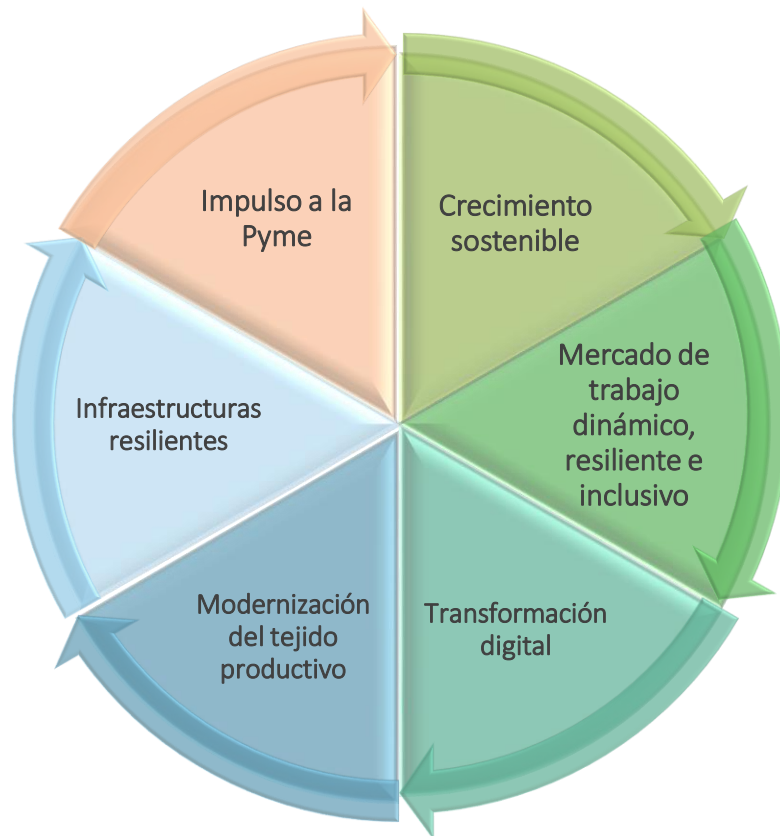 Impulso a la
Pyme
Crecimiento
sostenible
Mercado de
trabajo
dinámico,
resiliente e
inclusivo
Transformación
digital
Modernización
del tejido
productivo
Infraestructuras
resilientes